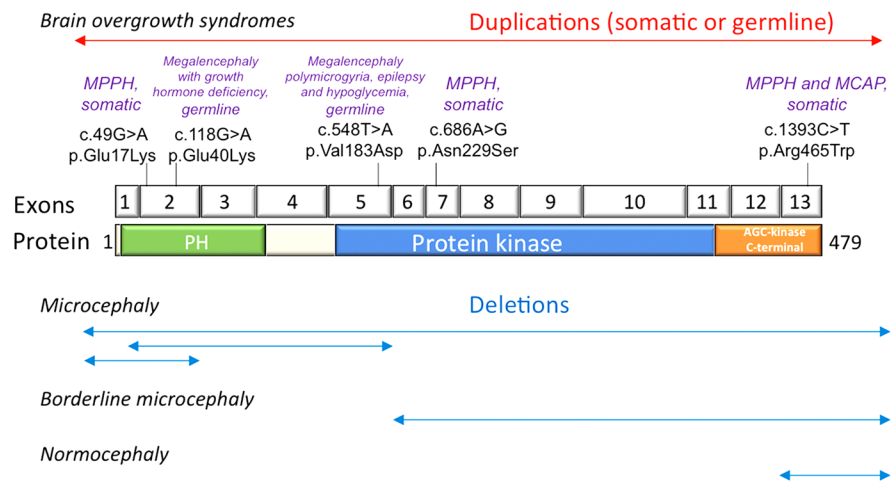 Brain overgrowth syndromes
Duplications (somatic or germline)
MPPH,
somatic
Megalencephaly
with growth
hormone deficiency,
germline
Megalencephaly
polymicrogyria, epilepsy
and hypoglycemia,
germline
MPPH,
somatic
MPPH and MCAP,
somatic
c.49G>A
p.Glu17Lys
c.118G>A
p.Glu40Lys
c.548T>A
p.Val183Asp
c.686A>G
p.Asn229Ser
c.1393C>T
p.Arg465Trp
Exons 1 2 3 4 5 6 7 8 9 10 11 12 13
Protein 1 PH Protein kinase AGC-kinase
C-terminal 479
Microcephaly
Deletions
Borderline microcephaly
Normocephaly